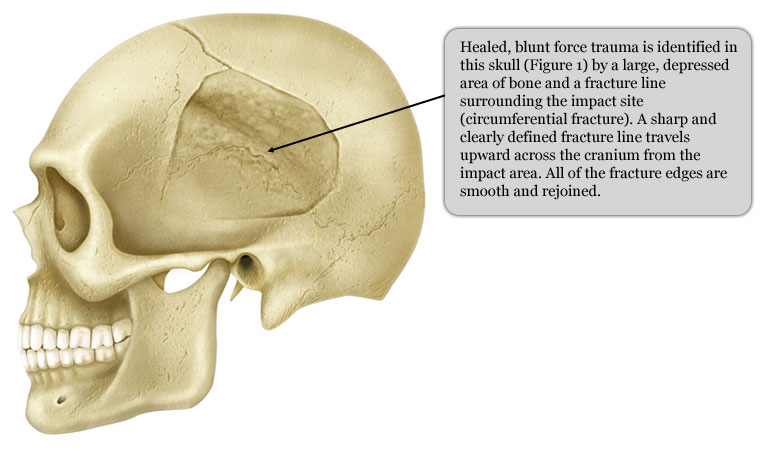 Healed, blunt force trauma is identified in
this skull (Figure 1) by a large, depressed
area of bone and a fracture line
surrounding the impact site
(circumferential fracture). A sharp and
clearly defined fracture line travels
upward across the cranium from the
impact area. All of the fracture edges are
smooth and rejoined.